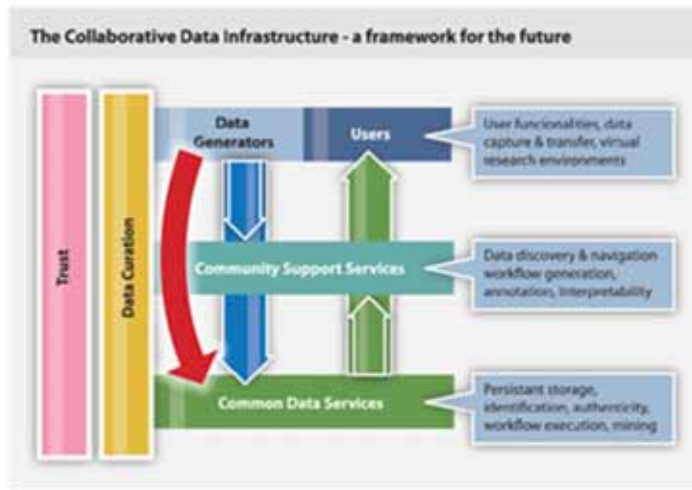 The Collaborative Data Infrastructure - a framework for the future
Data
Generators
Users
User funcionalities, data
capture & transfer, virtual
research environments
Trust
Data Curation
Community Support Services
Data discovery & navigation
workflow generation,
annotation, interpretability
Common Data Services
Persistant storage,
identification, authenticity,
workflow execution, mining